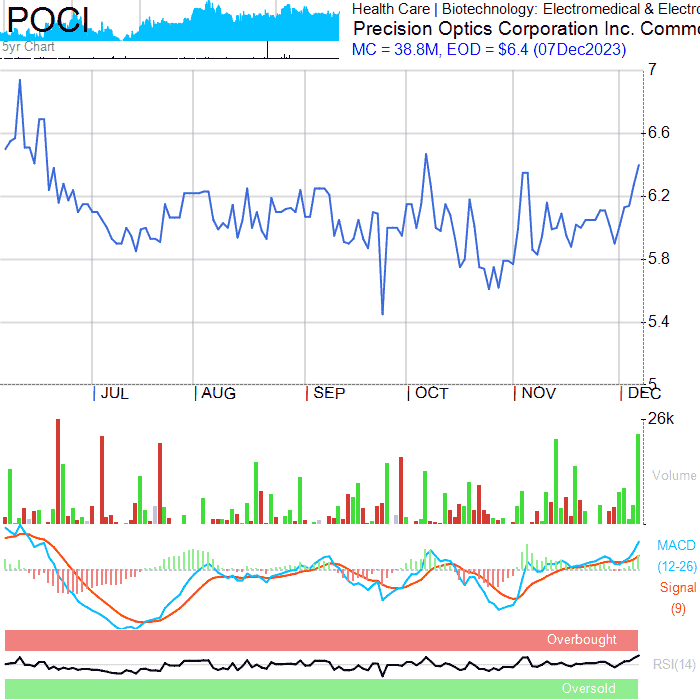 POCI
5yr Chart
Health Care | Biotechnology: Electromedical & Electro
Precision Optics Corporation Inc. Commo
MC = 38.8M, EOD = $6.4 (07Dec2023)
7
6.6
6.2
5.8
5.4
5
JUL AUG SEP OCT NOV DEC
26k
Volume
MACD
(12-26)
Signal
(9)
Overbought
RSI(14)
Oversold